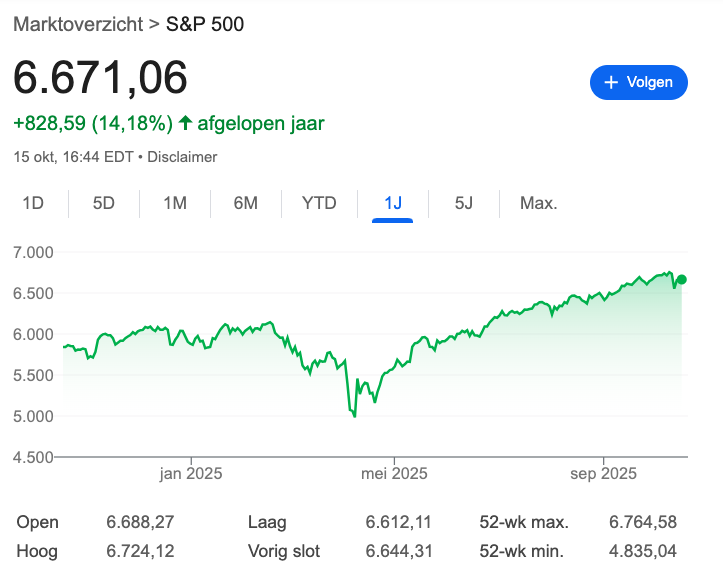 Marktoverzicht > S&P 500
6.671,06
+ Volgen
+828,59 (14,18%) ↑ afgelopen jaar
15 okt, 16:44 EDT • Disclaimer
1D 5D 1M 6M YTD 1J 5J Max.
7.000
6.500
6.000
5.500
5.000
4.500
jan 2025 mei 2025 sep 2025
Open 6.688,27 Laag 6.612,11 52-wk max. 6.764,58
Hoog 6.724,12 Vorig slot 6.644,31 52-wk min. 4.835,04